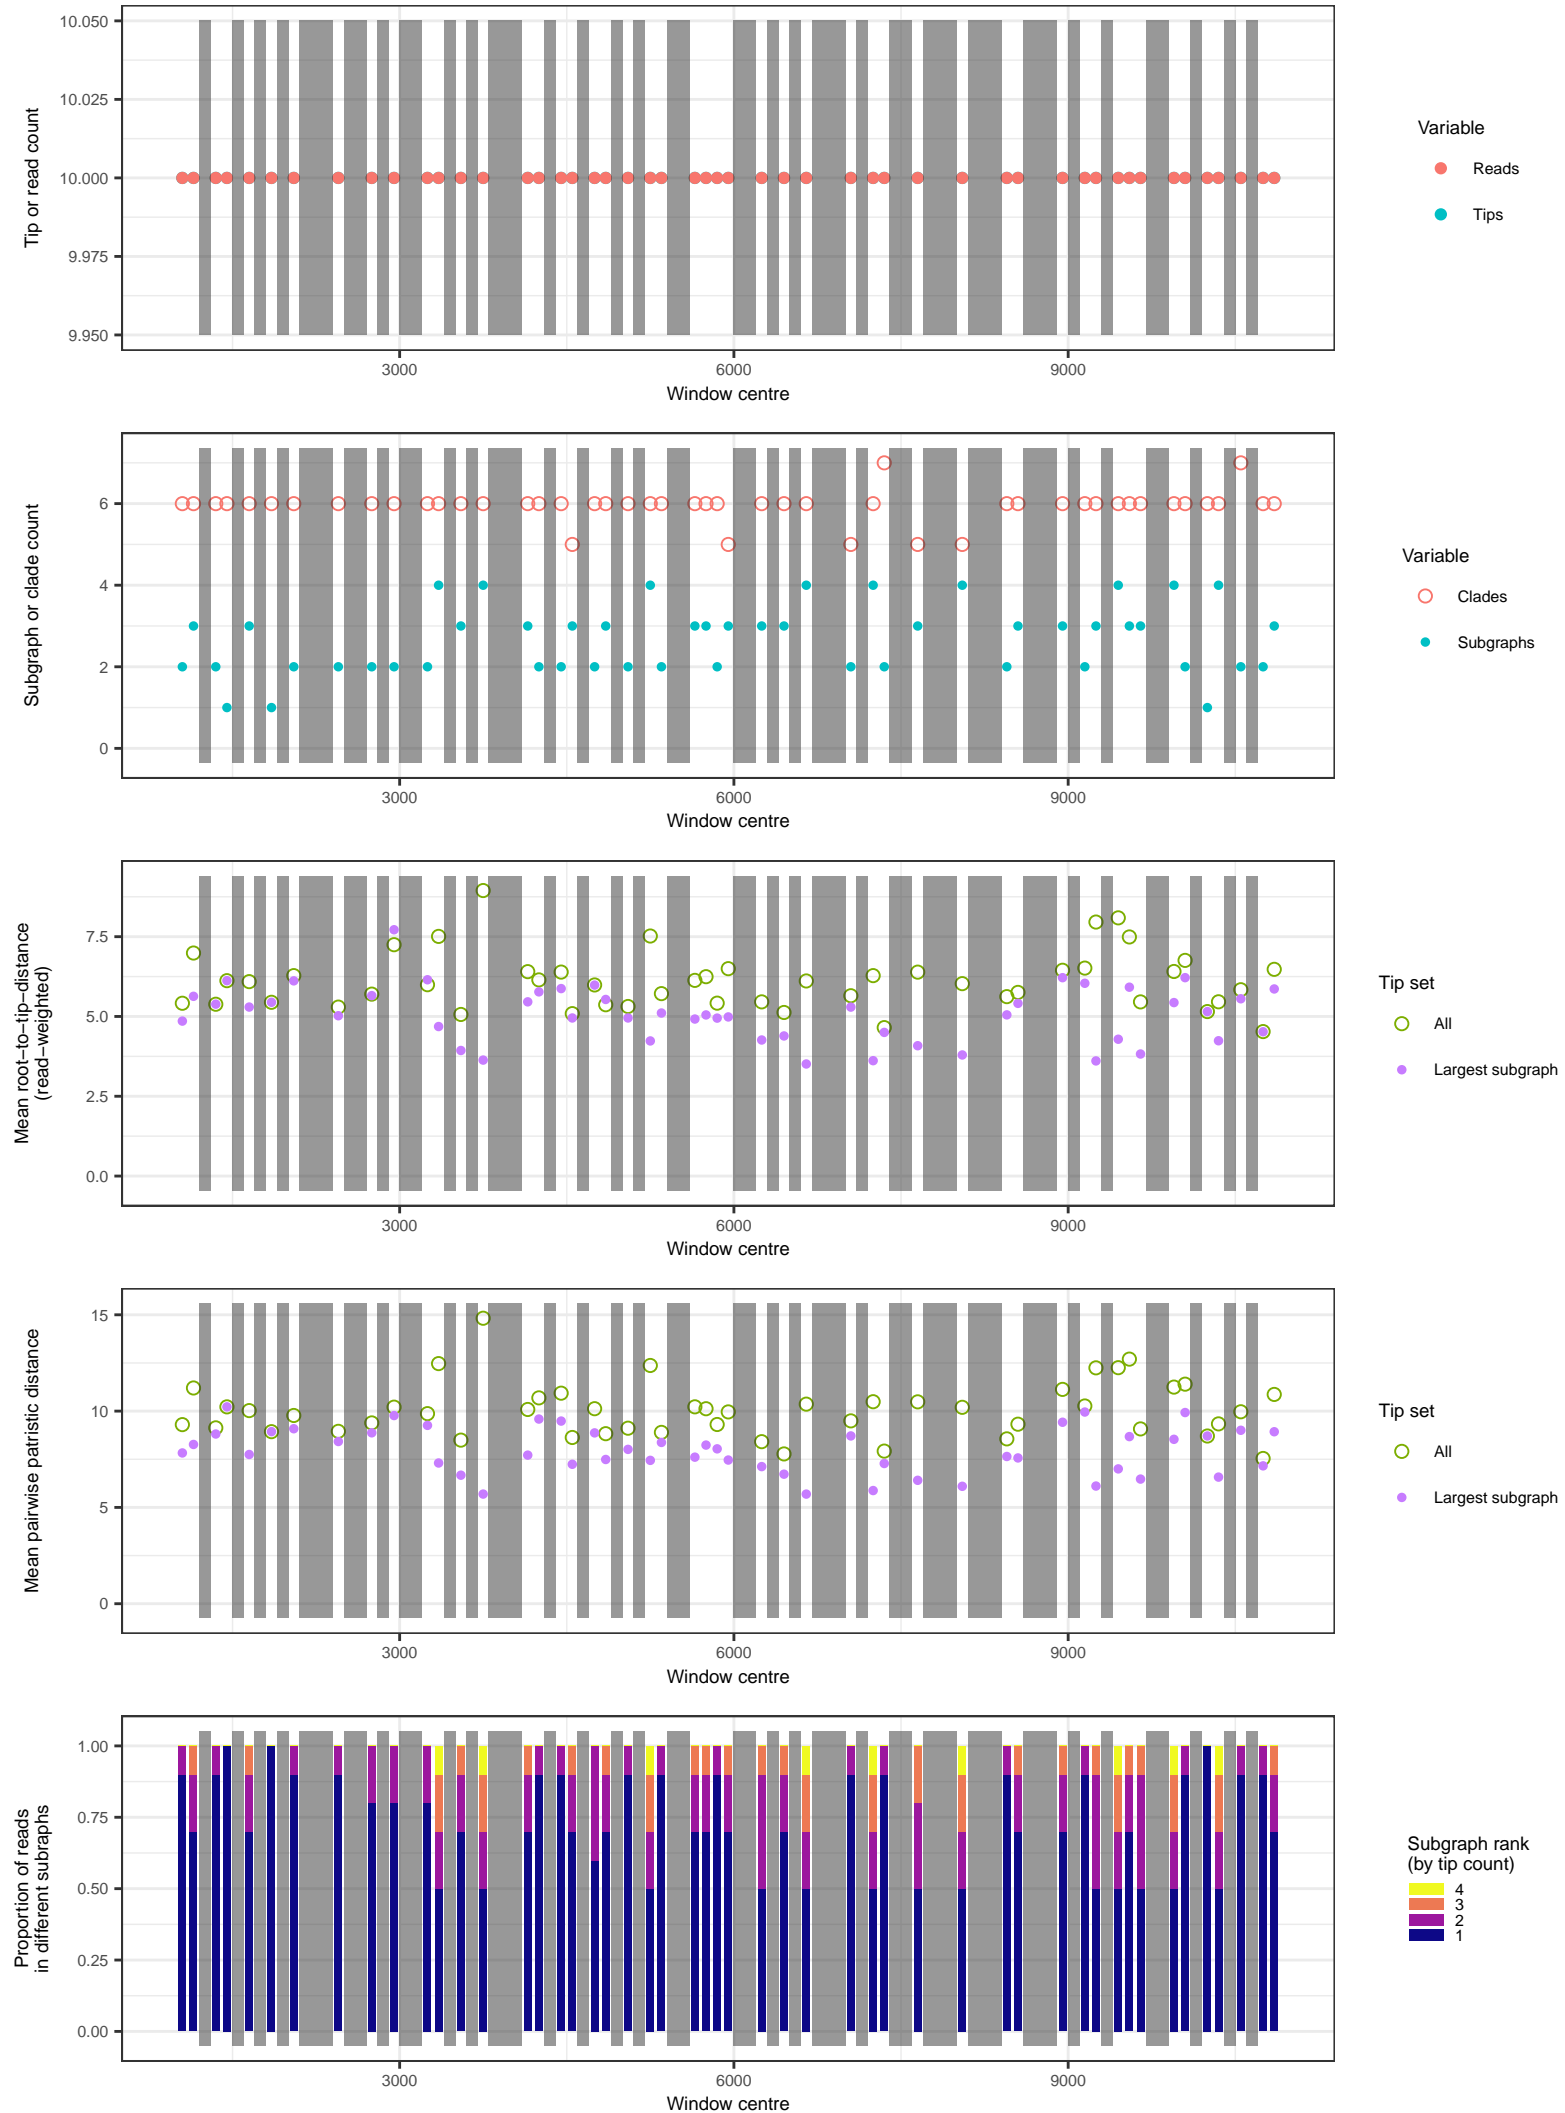 10.050
10.025
10.000
9.975
9.950
Tip or read count
3000
6000
9000
Window centre
Variable
Reads
Tips
6
4
2
0
Subgraph or clade count
3000
6000
9000
Window centre
Variable
Clades
Subgraphs
7.5
5.0
2.5
0.0
Mean root−to−tip−distance
(read−weighted)
3000
6000
9000
Window centre
Tip set
All
Largest subgraph
15
10
5
0
Mean pairwise patristic distance
3000
6000
9000
Window centre
Tip set
All
Largest subgraph
1.00
0.75
0.50
0.25
0.00
Proportion of reads
in different subraphs
3000
6000
9000
Window centre
Subgraph rank
(by tip count)
4
3
2
1